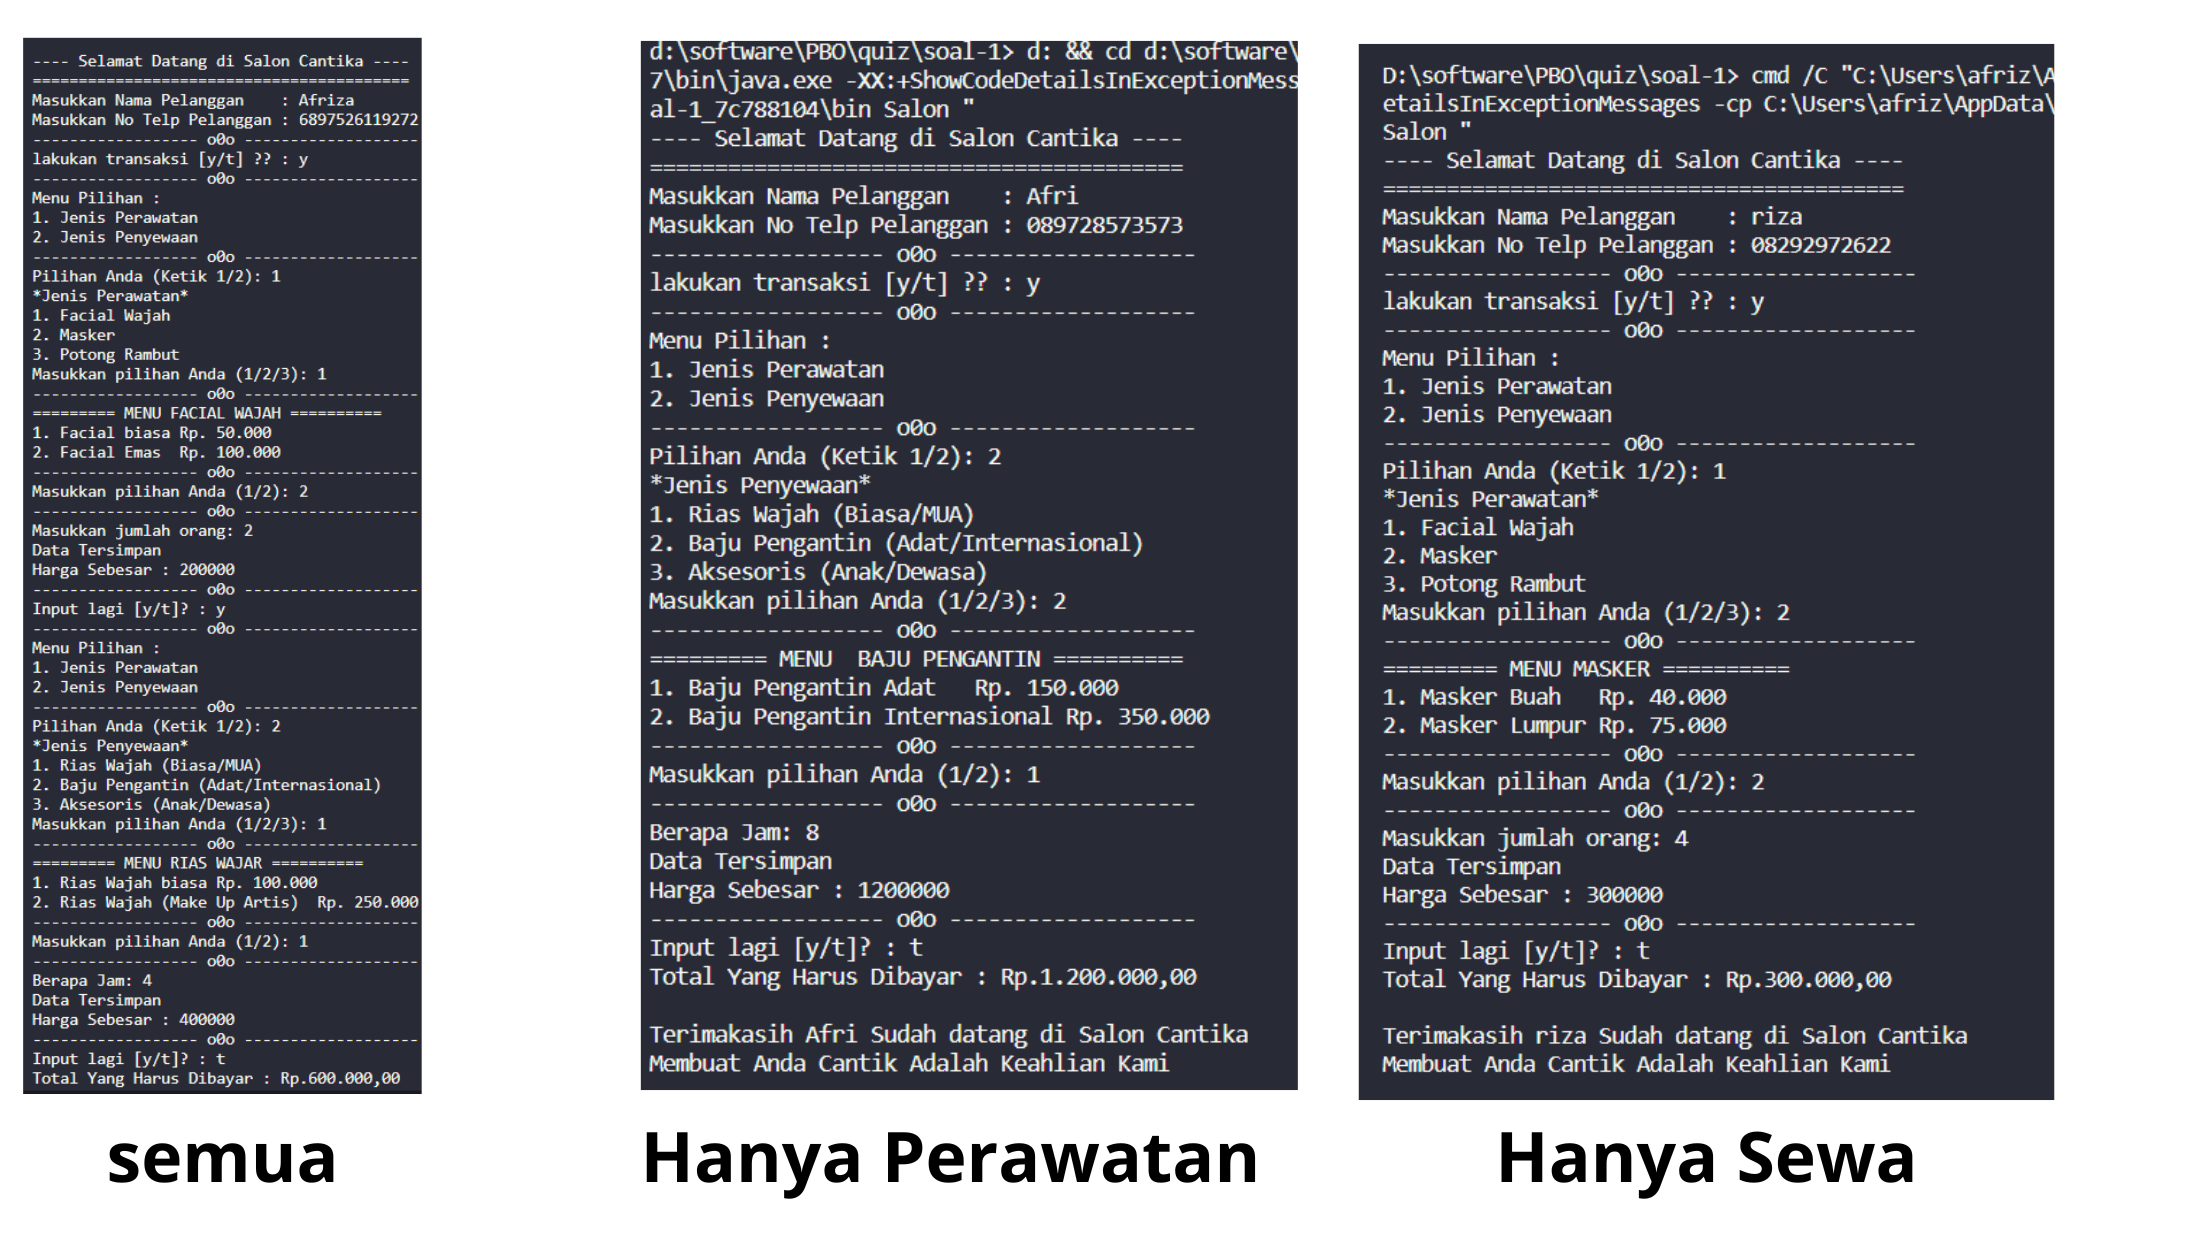 ---- Selamat Datang di Salon Cantika ----
=========================================
Masukkan Nama Pelanggan    : Afriza
Masukkan No Telp Pelanggan : 6897526119272
------------------ o0o -------------------
lakukan transaksi [y/t] ?? : y
------------------ o0o -------------------
Menu Pilihan :
1. Jenis Perawatan
2. Jenis Penyewaan
------------------ o0o -------------------
Pilihan Anda (Ketik 1/2): 1
*Jenis Perawatan*
1. Facial Wajah
2. Masker
3. Potong Rambut
Masukkan pilihan Anda (1/2/3): 1
------------------ o0o -------------------
========= MENU FACIAL WAJAH ==========
1. Facial biasa Rp. 50.000
2. Facial Emas  Rp. 100.000
------------------ o0o -------------------
Masukkan pilihan Anda (1/2): 2
------------------ o0o -------------------
Masukkan jumlah orang: 2
Data Tersimpan
Harga Sebesar : 200000
------------------ o0o -------------------
Input lagi [y/t]? : y
------------------ o0o -------------------
Menu Pilihan :
1. Jenis Perawatan
2. Jenis Penyewaan
------------------ o0o -------------------
Pilihan Anda (Ketik 1/2): 2
*Jenis Penyewaan*
1. Rias Wajah (Biasa/MUA)
2. Baju Pengantin (Adat/Internasional)
3. Aksesoris (Anak/Dewasa)
Masukkan pilihan Anda (1/2/3): 1
------------------ o0o -------------------
========= MENU RIAS WAJAR ==========
1. Rias Wajah biasa Rp. 100.000
2. Rias Wajah (Make Up Artis)  Rp. 250.000
------------------ o0o -------------------
Masukkan pilihan Anda (1/2): 1
------------------ o0o -------------------
Berapa Jam: 4
Data Tersimpan
Harga Sebesar : 400000
------------------ o0o -------------------
Input lagi [y/t]? : t
Total Yang Harus Dibayar : Rp.600.000,00
semua
d:\software\PBO\quiz\soal-1> d: && cd d:\software\
7\bin\java.exe -XX:+ShowCodeDetailsInExceptionMess
al-1_7c788104\bin Salon "
---- Selamat Datang di Salon Cantika ----
=========================================
Masukkan Nama Pelanggan    : Afri
Masukkan No Telp Pelanggan : 089728573573
------------------ o0o -------------------
lakukan transaksi [y/t] ?? : y
------------------ o0o -------------------
Menu Pilihan :
1. Jenis Perawatan
2. Jenis Penyewaan
------------------ o0o -------------------
Pilihan Anda (Ketik 1/2): 2
*Jenis Penyewaan*
1. Rias Wajah (Biasa/MUA)
2. Baju Pengantin (Adat/Internasional)
3. Aksesoris (Anak/Dewasa)
Masukkan pilihan Anda (1/2/3): 2
------------------ o0o -------------------
========= MENU  BAJU PENGANTIN ==========
1. Baju Pengantin Adat   Rp. 150.000
2. Baju Pengantin Internasional Rp. 350.000
------------------ o0o -------------------
Masukkan pilihan Anda (1/2): 1
------------------ o0o -------------------
Berapa Jam: 8
Data Tersimpan
Harga Sebesar : 1200000
------------------ o0o -------------------
Input lagi [y/t]? : t
Total Yang Harus Dibayar : Rp.1.200.000,00
Terimakasih Afri Sudah datang di Salon Cantika
Membuat Anda Cantik Adalah Keahlian Kami
Hanya Perawatan
D:\software\PBO\quiz\soal-1> cmd /C "C:\Users\afriz\A
etailsInExceptionMessages -cp C:\Users\afriz\AppData\
Salon "
---- Selamat Datang di Salon Cantika ----
=========================================
Masukkan Nama Pelanggan    : riza
Masukkan No Telp Pelanggan : 08292972622
------------------ o0o -------------------
lakukan transaksi [y/t] ?? : y
------------------ o0o -------------------
Menu Pilihan :
1. Jenis Perawatan
2. Jenis Penyewaan
------------------ o0o -------------------
Pilihan Anda (Ketik 1/2): 1
*Jenis Perawatan*
1. Facial Wajah
2. Masker
3. Potong Rambut
Masukkan pilihan Anda (1/2/3): 2
------------------ o0o -------------------
========= MENU MASKER ==========
1. Masker Buah   Rp. 40.000
2. Masker Lumpur Rp. 75.000
------------------ o0o -------------------
Masukkan pilihan Anda (1/2): 2
------------------ o0o -------------------
Masukkan jumlah orang: 4
Data Tersimpan
Harga Sebesar : 300000
------------------ o0o -------------------
Input lagi [y/t]? : t
Total Yang Harus Dibayar : Rp.300.000,00
Terimakasih riza Sudah datang di Salon Cantika
Membuat Anda Cantik Adalah Keahlian Kami
Hanya Sewa